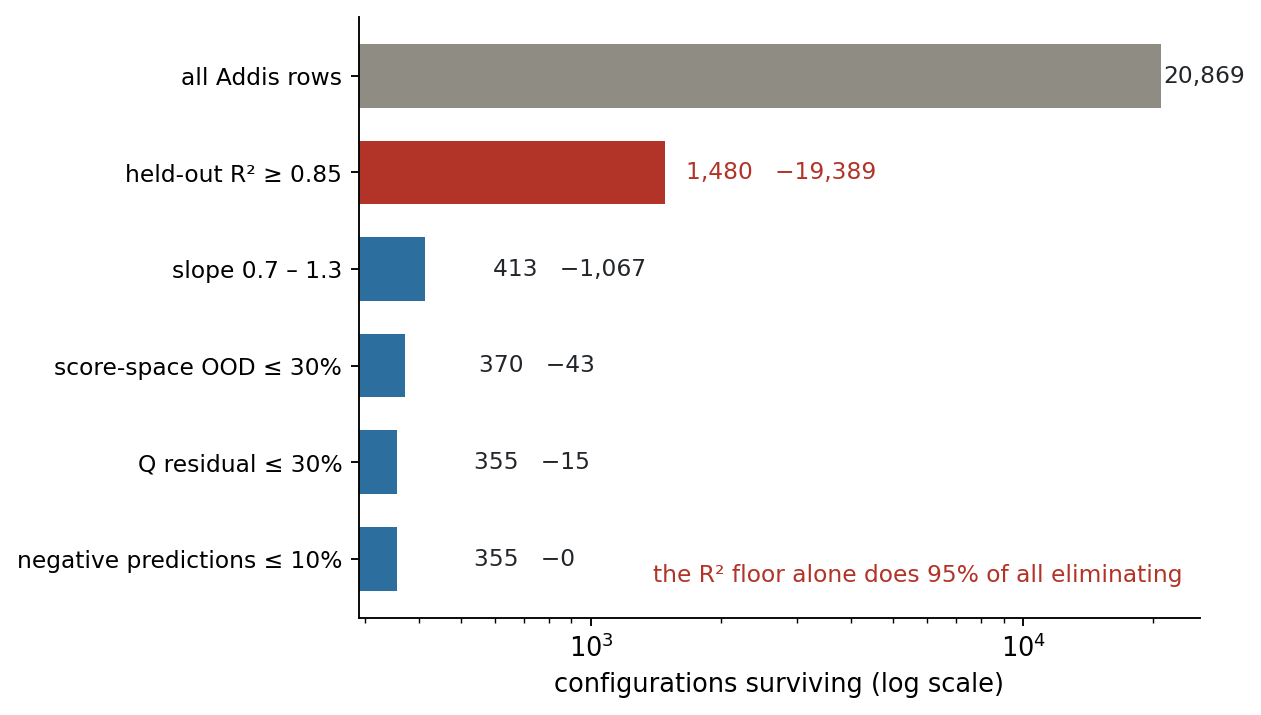 all Addis rows 20,869
held-out R² ≥ 0.85 1,480 −19,389
slope 0.7 – 1.3 413 −1,067
score-space OOD ≤ 30% 370 −43
Q residual ≤ 30% 355 −15
negative predictions ≤ 10% 355 −0
the R² floor alone does 95% of all eliminating
10³ 10⁴
configurations surviving (log scale)